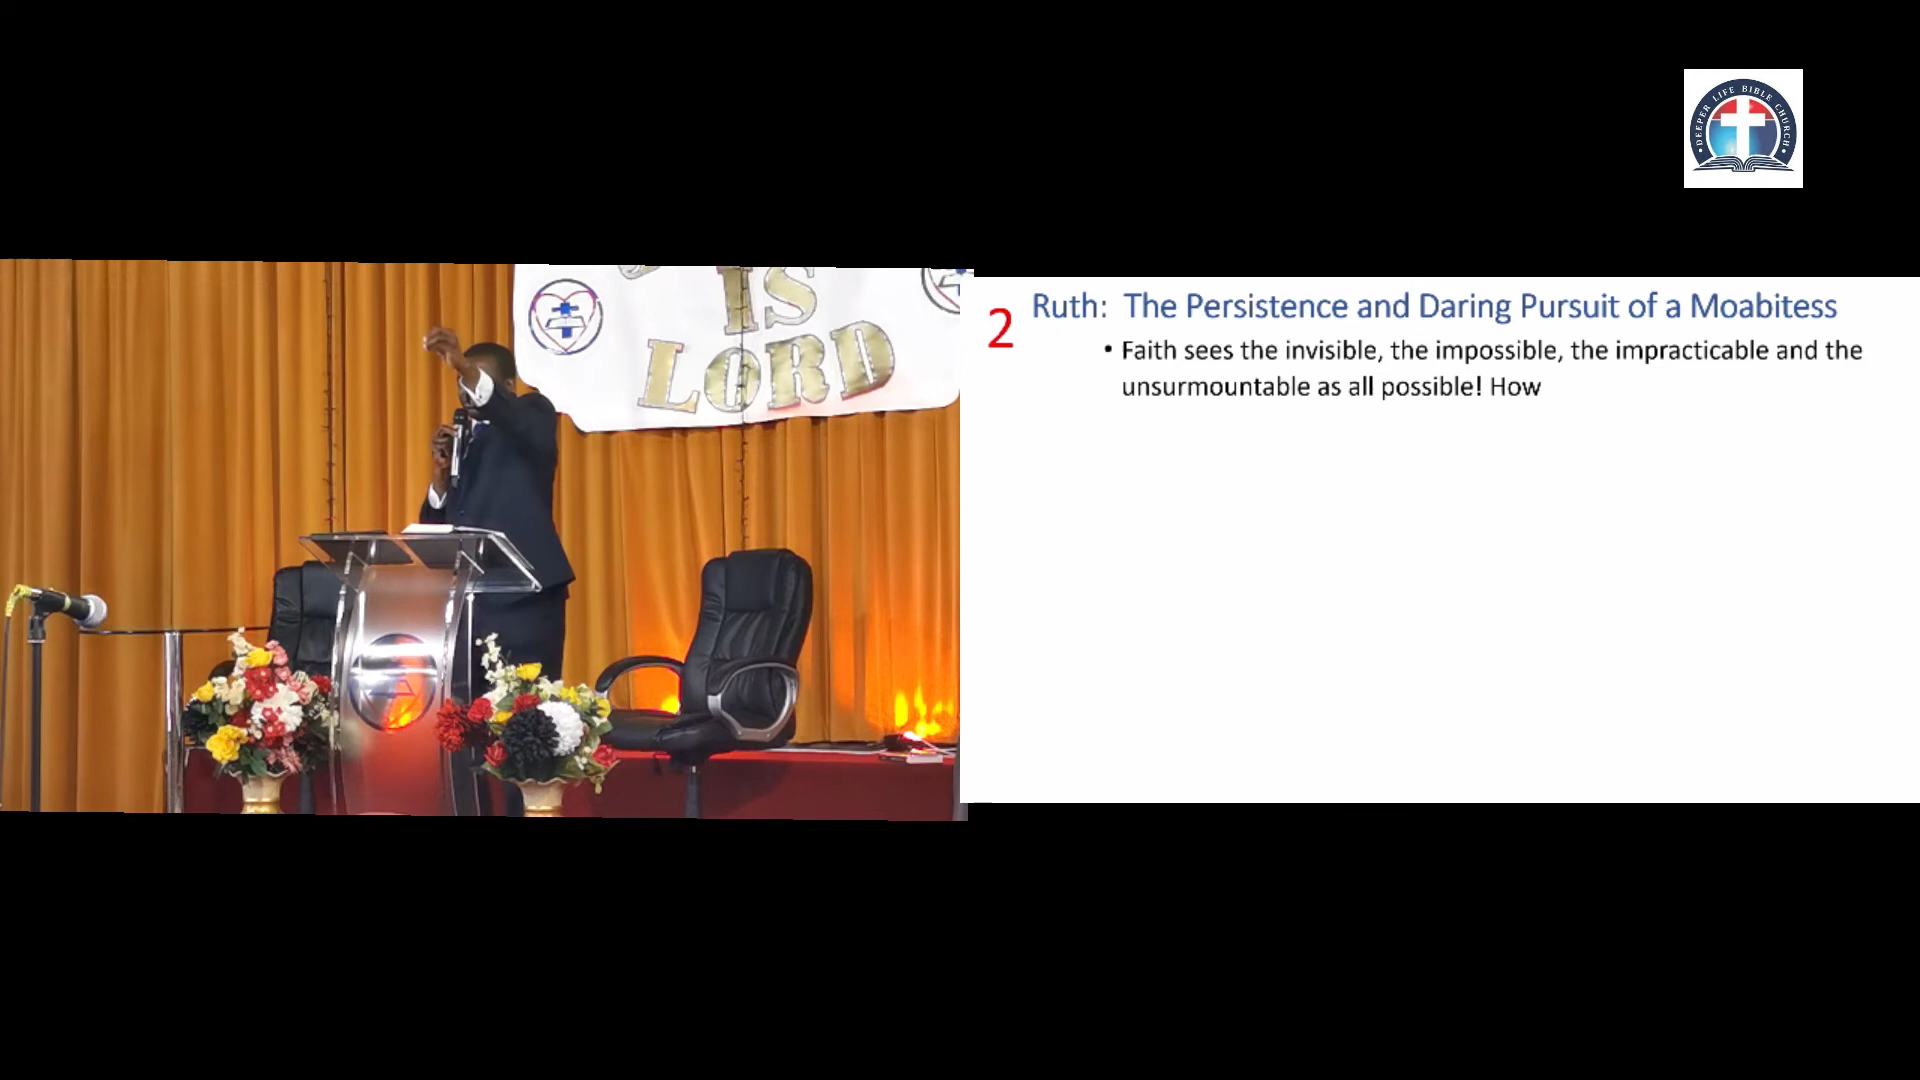 DEEPER LIFE BIBLE CHURCH
IS
LORD
2
Ruth: The Persistence and Daring Pursuit of a Moabitess
• Faith sees the invisible, the impossible, the impracticable and the
unsurmountable as all possible! How